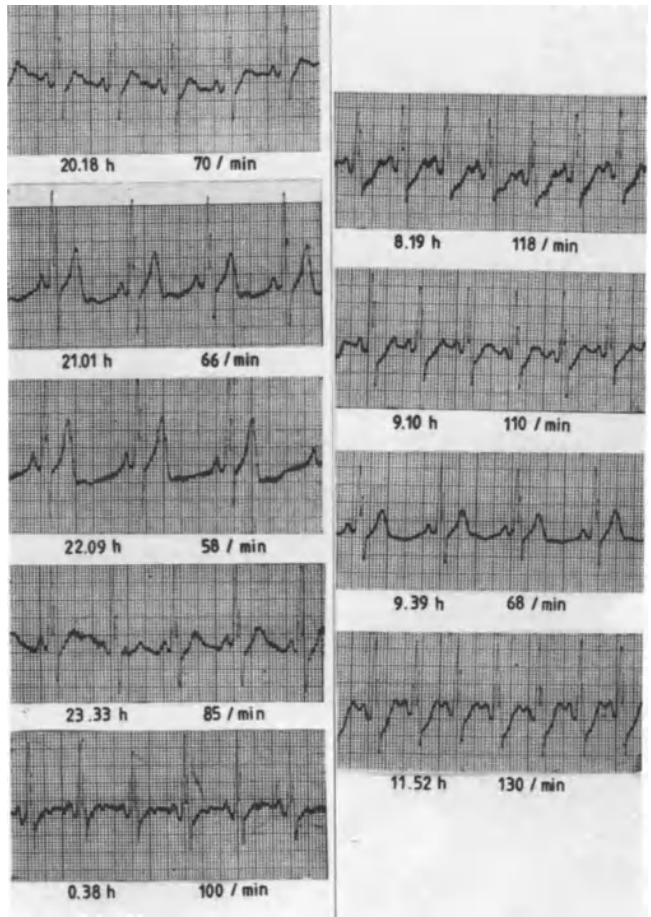 20.18 h 70 / min
21.01 h 66 / min
22.09 h 58 / min
23.33 h 85 / min
0.38 h 100 / min
8.19 h 118 / min
9.10 h 110 / min
9.39 h 68 / min
11.52 h 130 / min